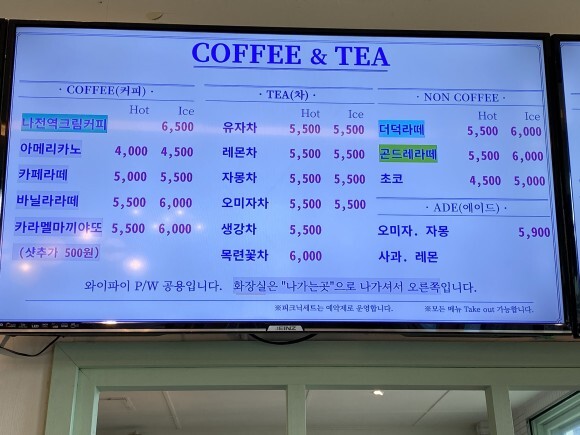 COFFEE & TEA
· COFFEE(커피) ·
Hot Ice
나전역크림커피 6,500
아메리카노 4,000 4,500
카페라떼 5,000 5,500
바닐라라떼 5,500 6,000
카라멜마끼야또 5,500 6,000
(샷추가 500원)
· TEA(차) ·
Hot Ice
유자차 5,500 5,500
레몬차 5,500 5,500
자몽차 5,500 5,500
오미자차 5,500 5,500
생강차 5,500
목련꽃차 6,000
· NON COFFEE ·
Hot Ice
더덕라떼 5,500 6,000
곤드레라떼 5,500 6,000
초코 4,500 5,000
· ADE(에이드) ·
오미자. 자몽 5,900
사과. 레몬
와이파이 P/W 공용입니다. 화장실은 "나가는곳"으로 나가셔서 오른쪽입니다.
※피크닉세트는 예약제로 운영합니다. ※모든 메뉴 Take out 가능합니다.